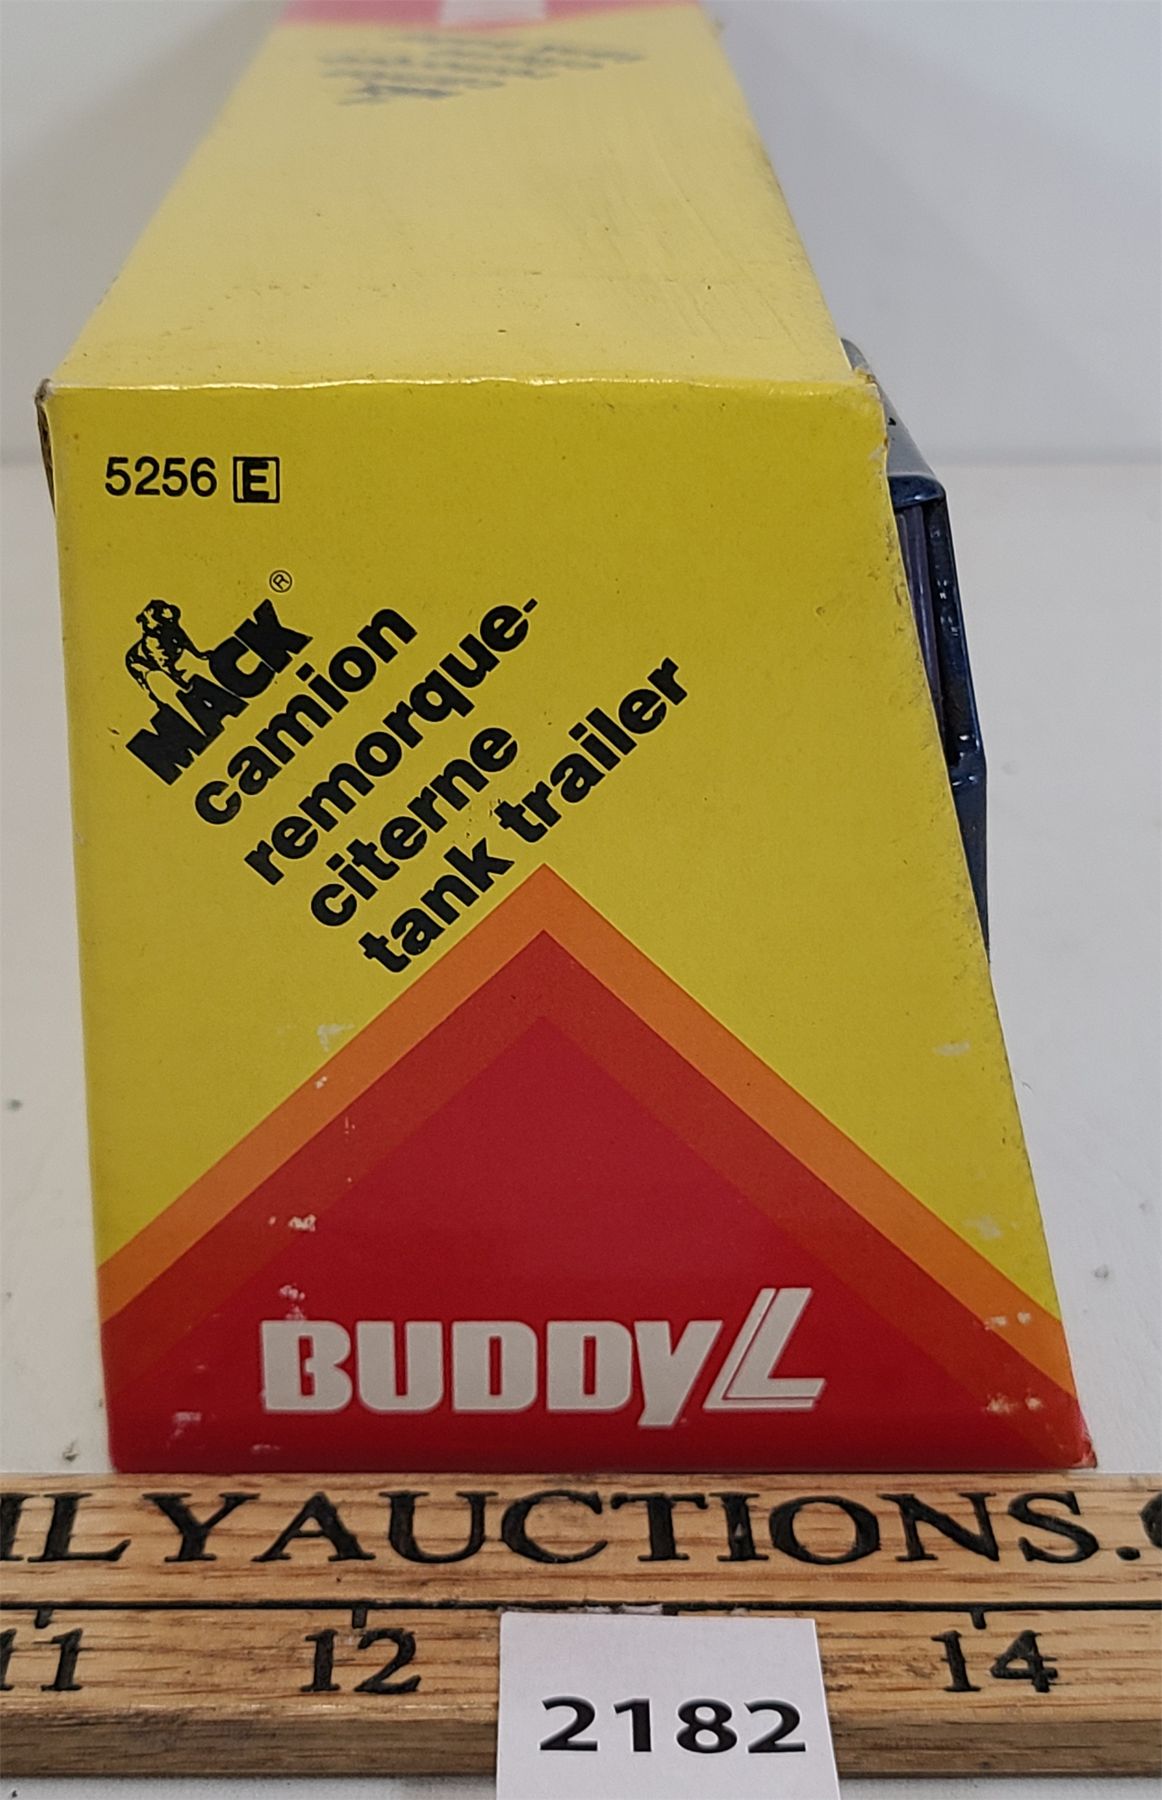 5256 E
MACK®
camion
remorque-
citerne
tank trailer
BUDDY L
ILYAUCTIONS.
11 12 14
2182